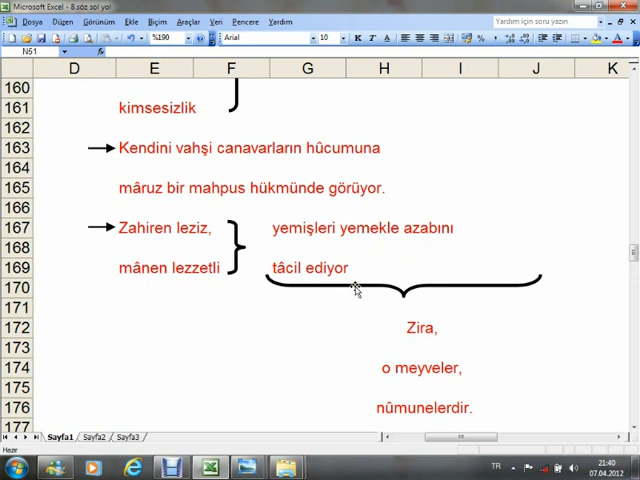 Microsoft Excel - 8.söz sol yol
Dosya Düzen Görünüm Ekle Biçim Araçlar Veri Pencere Yardım
Yardım için soru yazın
%190
Arial
10
N51
fx
D E F G H I J K
160
161 kimsesizlik
162
163 Kendini vahşi canavarların hûcumuna
164
165 mâruz bir mahpus hükmünde görüyor.
166
167 Zahiren leziz, yemişleri yemekle azabını
168
169 mânen lezzetli tâcil ediyor
170
171
172 Zira,
173
174 o meyveler,
175
176 nûmunelerdir.
177
Sayfa1 Sayfa2 Sayfa3
Hazır
TR
21:40
07.04.2012